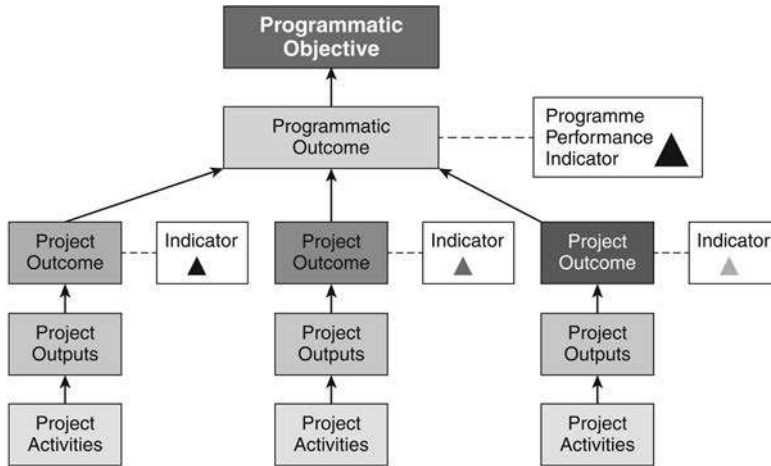 Programmatic
Objective
Programmatic
Outcome
Programme
Performance
Indicator
Project
Outcome
Indicator
Project
Outcome
Indicator
Project
Outcome
Indicator
Project
Outputs
Project
Outputs
Project
Outputs
Project
Activities
Project
Activities
Project
Activities